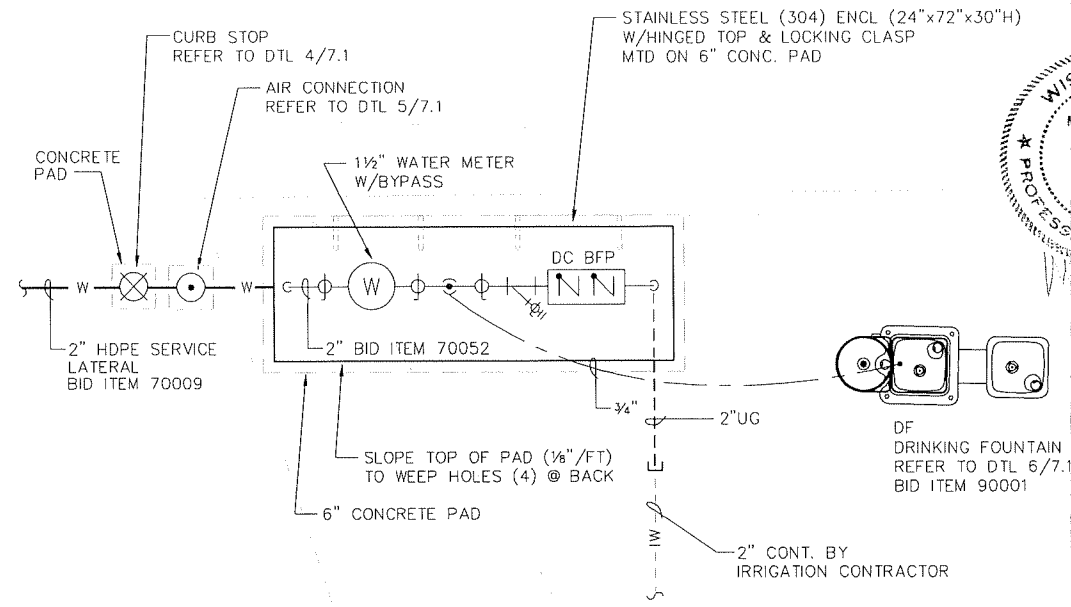 STAINLESS STEEL (304) ENCL (24"x72"x30"H)
W/HINGED TOP & LOCKING CLASP
MTD ON 6" CONC. PAD
CURB STOP
REFER TO DTL 4/7.1
AIR CONNECTION
REFER TO DTL 5/7.1
CONCRETE
PAD
1½" WATER METER
W/BYPASS
DC BFP
W
W
W
2" HDPE SERVICE
LATERAL
BID ITEM 70009
2" BID ITEM 70052
¾"
2"UG
SLOPE TOP OF PAD (⅛"/FT)
TO WEEP HOLES (4) @ BACK
6" CONCRETE PAD
DF
DRINKING FOUNTAIN
REFER TO DTL 6/7.1
BID ITEM 90001
IW
2" CONT. BY
IRRIGATION CONTRACTOR